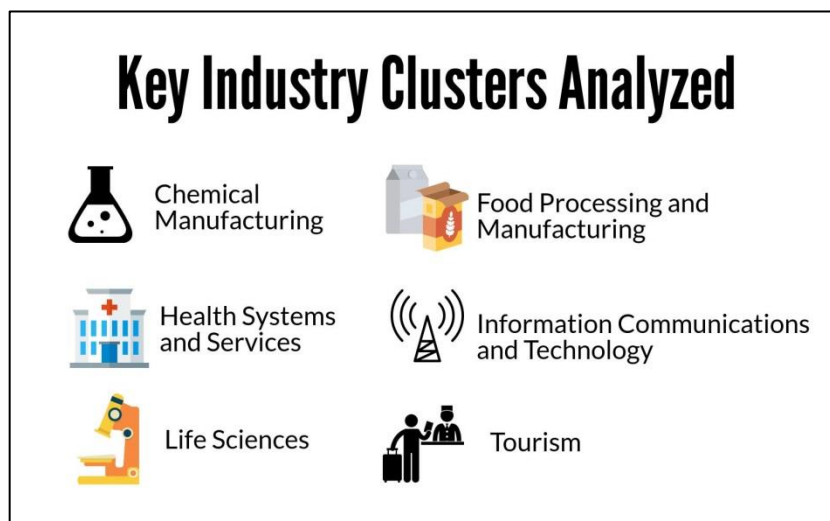 Key Industry Clusters Analyzed
Chemical
Manufacturing
Food Processing and
Manufacturing
Health Systems
and Services
Information Communications
and Technology
Life Sciences
Tourism